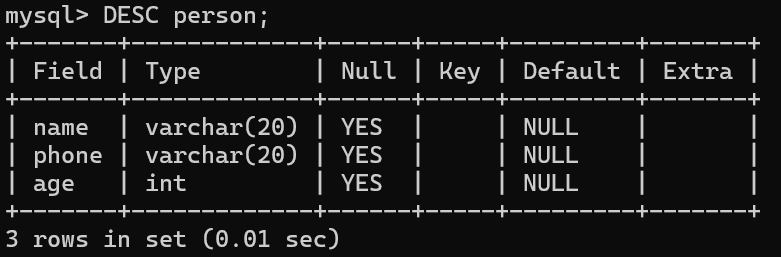 mysql> DESC person;
+-------+-------------+------+-----+---------+-------+
| Field | Type        | Null | Key | Default | Extra |
+-------+-------------+------+-----+---------+-------+
| name  | varchar(20) | YES  |     | NULL    |       |
| phone | varchar(20) | YES  |     | NULL    |       |
| age   | int         | YES  |     | NULL    |       |
+-------+-------------+------+-----+---------+-------+
3 rows in set (0.01 sec)